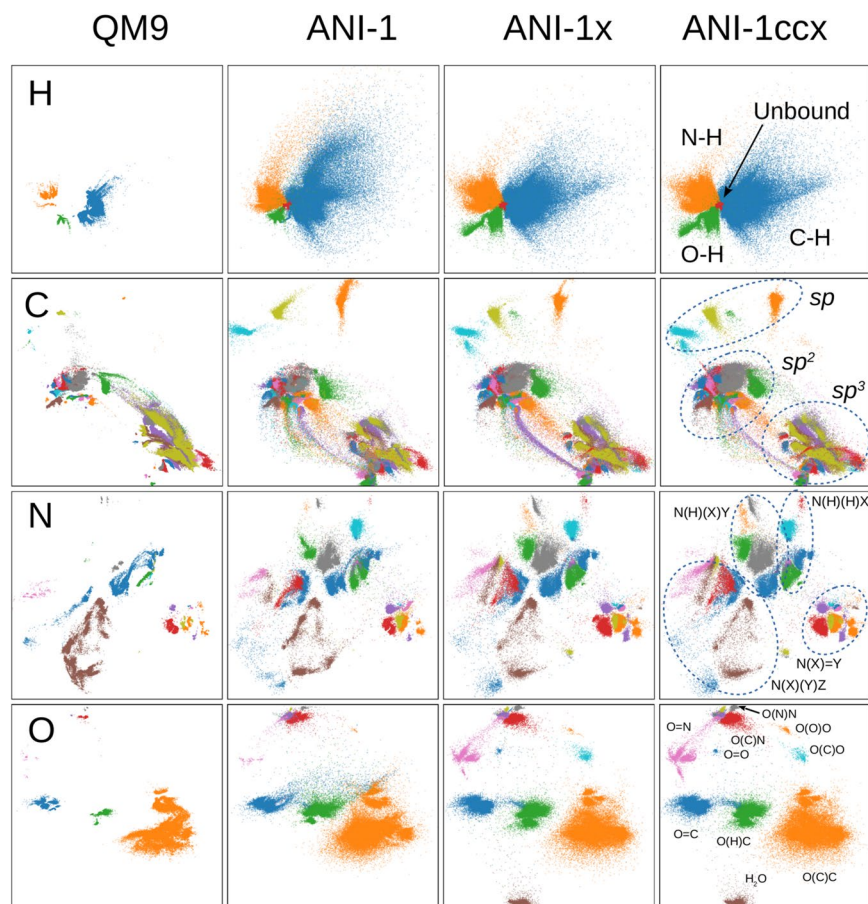 QM9 ANI-1 ANI-1x ANI-1ccx
H
Unbound
N-H
C-H
O-H
C
sp
sp²
sp³
N
N(H)(X)Y
N(H)(H)X
N(X)=Y
N(X)(Y)Z
O
O(N)N
O=N
O(O)O
O(C)N
O=O
O(C)O
O=C
O(H)C
H₂O
O(C)C